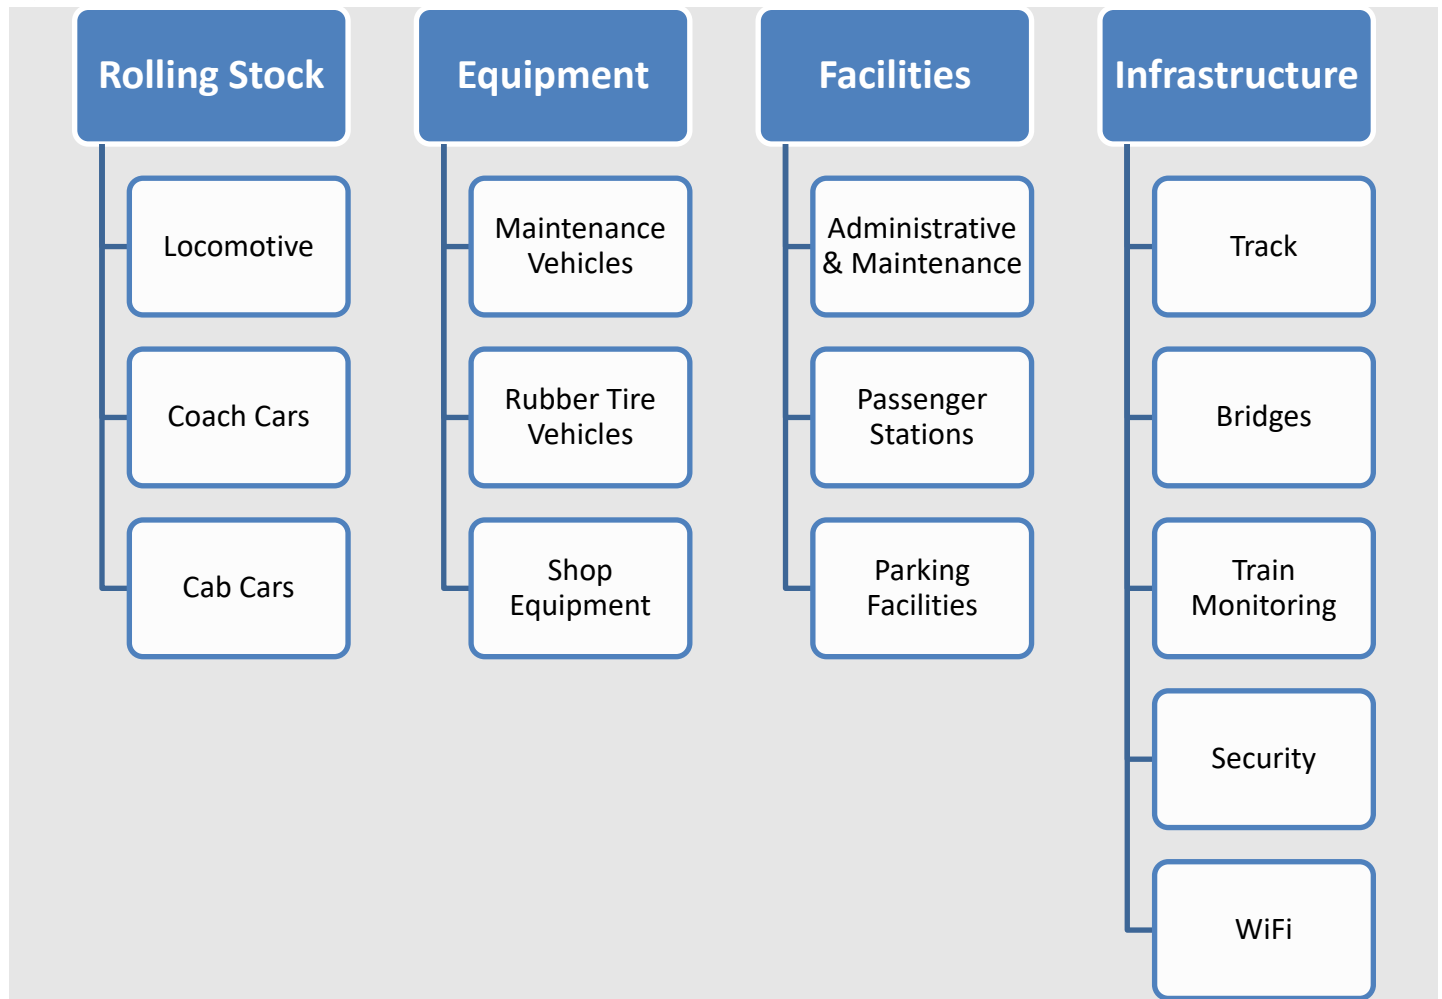 Rolling Stock
Locomotive
Coach Cars
Cab Cars
Equipment
Maintenance
Vehicles
Rubber Tire
Vehicles
Shop
Equipment
Facilities
Administrative
& Maintenance
Passenger
Stations
Parking
Facilities
Infrastructure
Track
Bridges
Train
Monitoring
Security
WiFi